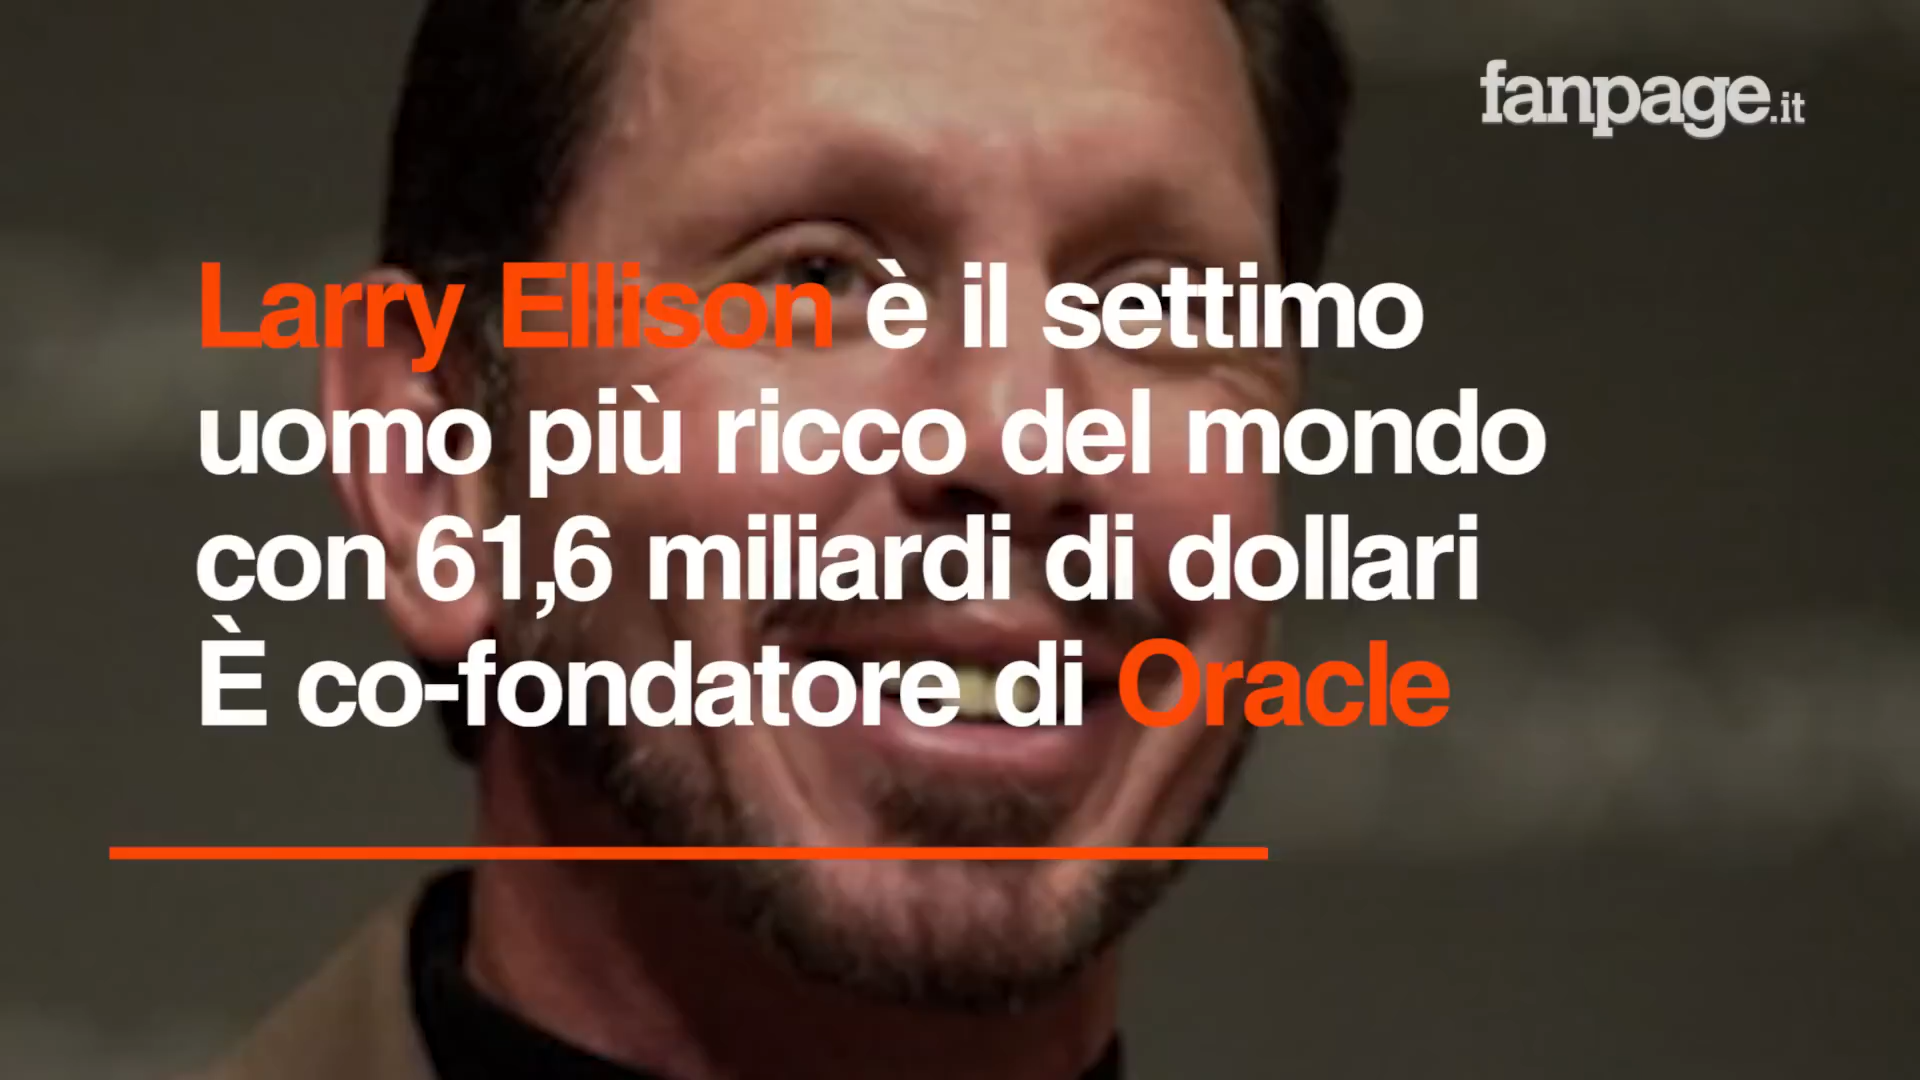 fanpage.it
Larry Ellison è il settimo
uomo più ricco del mondo
con 61,6 miliardi di dollari
È co-fondatore di Oracle